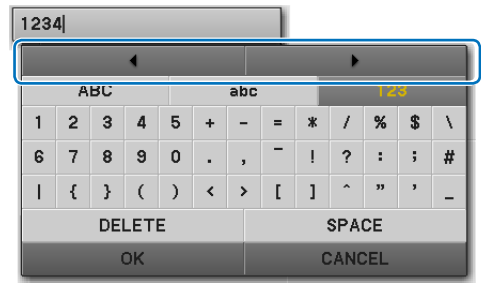 1234
◀ ▶
ABC abc 123
1 2 3 4 5 + - = * / % $ \
6 7 8 9 0 . , ‾ ! ? : ; #
| { } ( ) < > [ ] ^ " ' _
DELETE SPACE
OK CANCEL